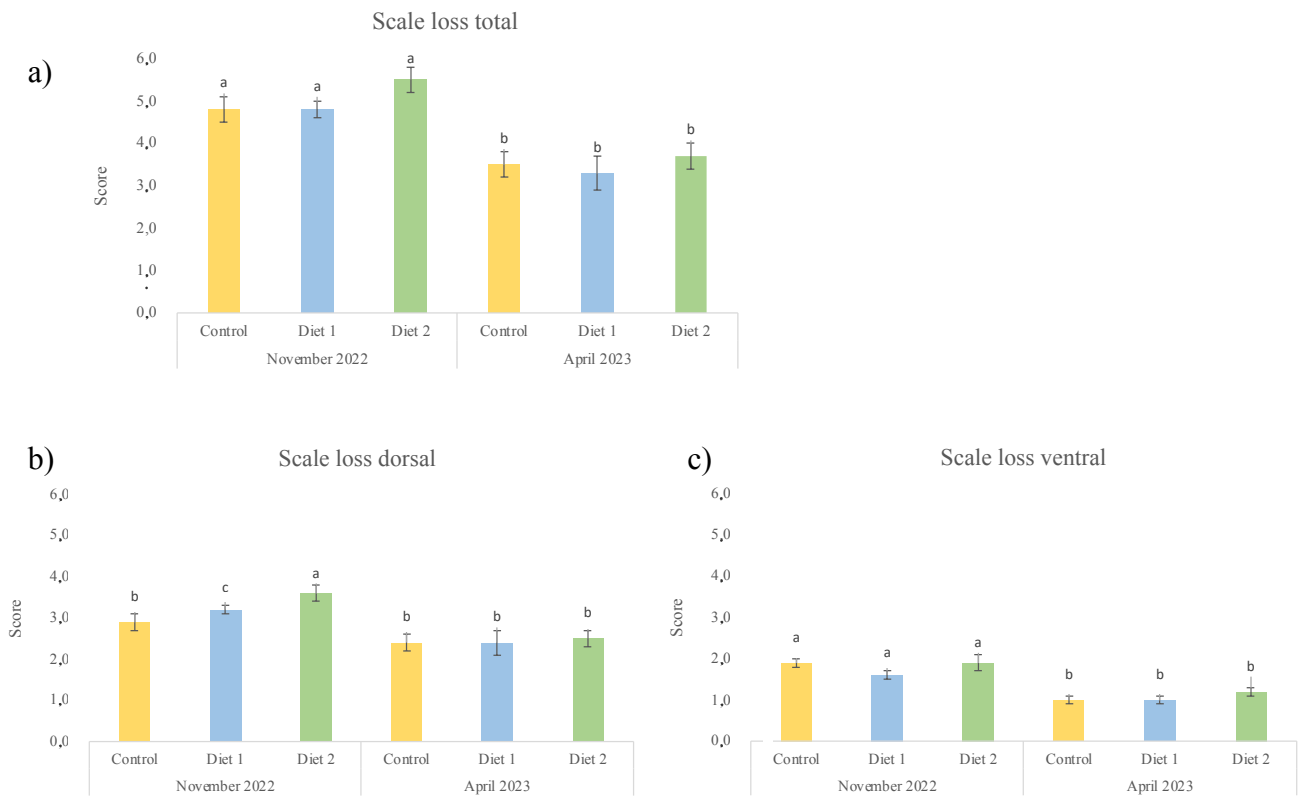 Scale loss total
a)
6,0
5,0
4,0
3,0
2,0
1,0
0,0
Score
a a a b b b
Control Diet 1 Diet 2 Control Diet 1 Diet 2
November 2022 April 2023
b)
Scale loss dorsal
6,0
5,0
4,0
3,0
2,0
1,0
0,0
Score
b c a b b b
Control Diet 1 Diet 2 Control Diet 1 Diet 2
November 2022 April 2023
c)
Scale loss ventral
6,0
5,0
4,0
3,0
2,0
1,0
0,0
Score
a a a b b b
Control Diet 1 Diet 2 Control Diet 1 Diet 2
November 2022 April 2023